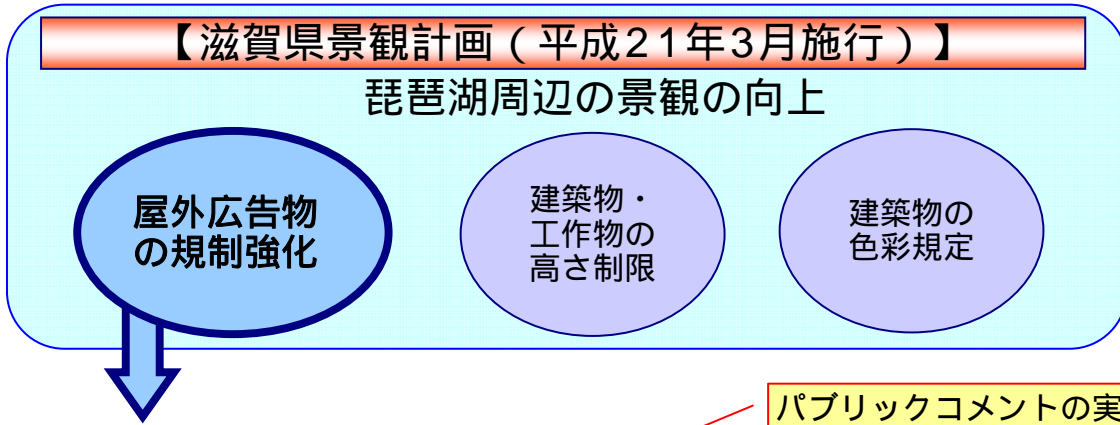 【滋賀県景観計画（平成２１年３月施行）】
琵琶湖周辺の景観の向上
屋外広告物
の規制強化
建築物・
工作物の
高さ制限
建築物の
色彩規定
パブリックコメントの実